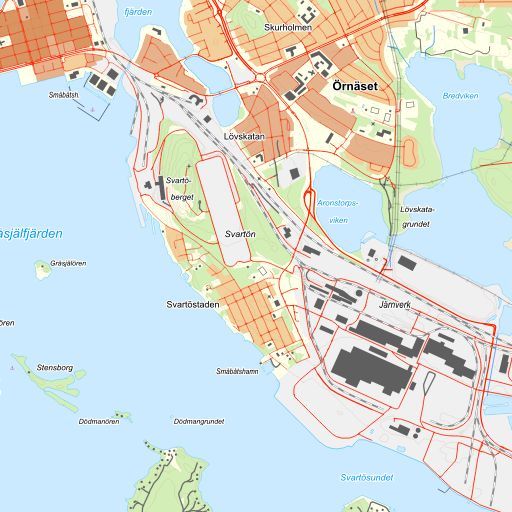 fjärden
Skurholmen
Örnäset
Småbåtsh.
Bredviken
Lövskatan
Svartö-
berget
Aronstorps-
viken
Lövskata-
grundet
Svartön
äsjälfjärden
Gråsjälören
Svartöstaden
Järnverk
ören
Stensborg
Småbåtshamn
Dödmanören
Dödmangrundet
Svartösundet